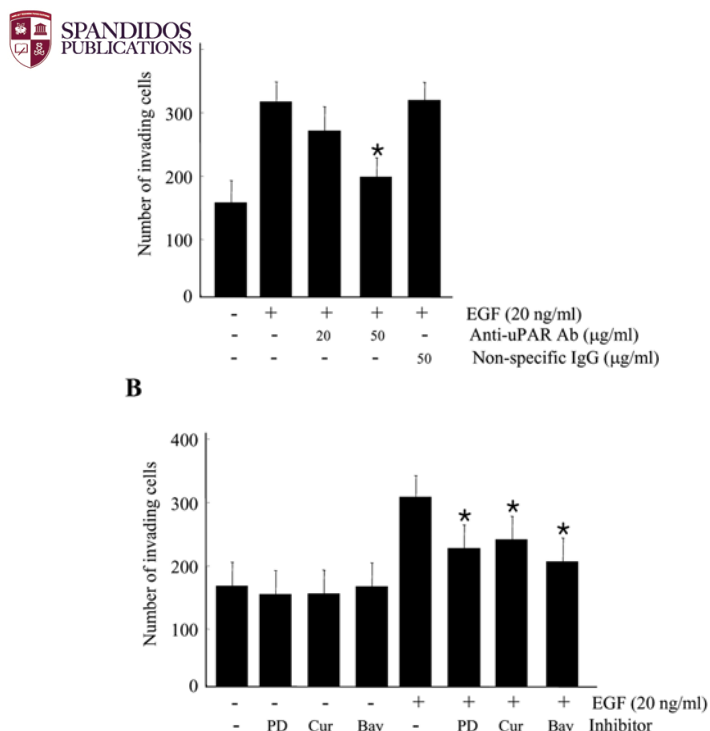 SPANDIDOS
PUBLICATIONS
Number of invading cells
300
200
100
0
*
- + + + + EGF (20 ng/ml)
- - 20 50 - Anti-uPAR Ab (μg/ml)
- - - - 50 Non-specific IgG (μg/ml)
B
Number of invading cells
400
300
200
100
0
* * *
- - - - + + + + EGF (20 ng/ml)
- PD Cur Bay - PD Cur Bay Inhibitor